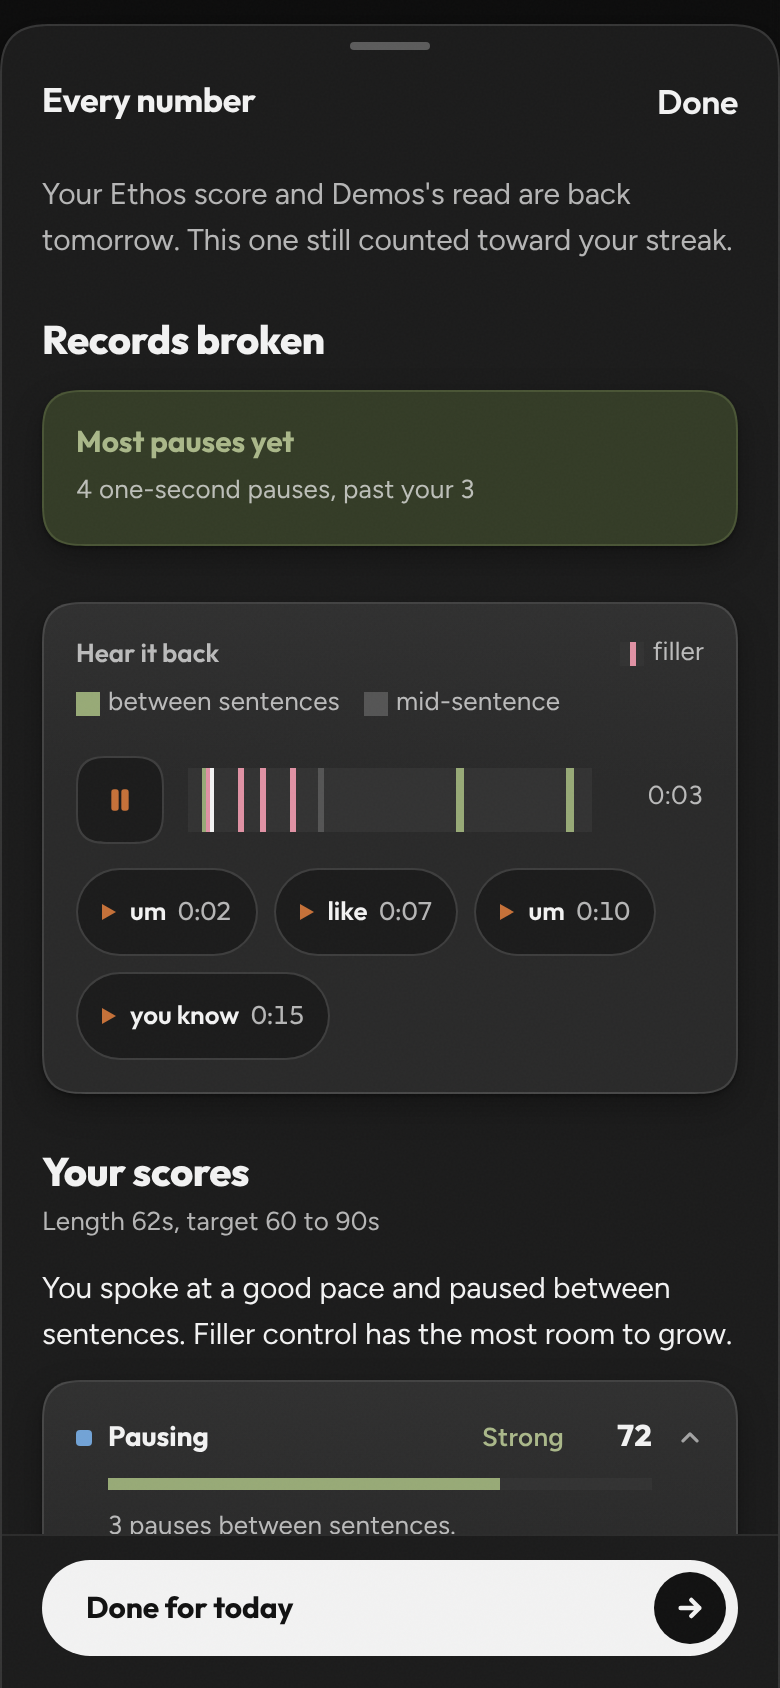 Every number
Done
Your Ethos score and Demos's read are back
tomorrow. This one still counted toward your streak.
Records broken
Most pauses yet
4 one-second pauses, past your 3
Hear it back
filler
between sentences
mid-sentence
0:03
um 0:02
like 0:07
um 0:10
you know 0:15
Your scores
Length 62s, target 60 to 90s
You spoke at a good pace and paused between
sentences. Filler control has the most room to grow.
Pausing
Strong
72
3 pauses between sentences.
Done for today